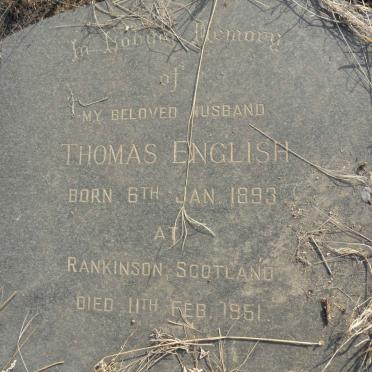 In Loving Memory
of
MY BELOVED HUSBAND
THOMAS ENGLISH
BORN 6TH JAN. 1893
AT
RANKINSON, SCOTLAND
DIED 11TH FEB. 1951.